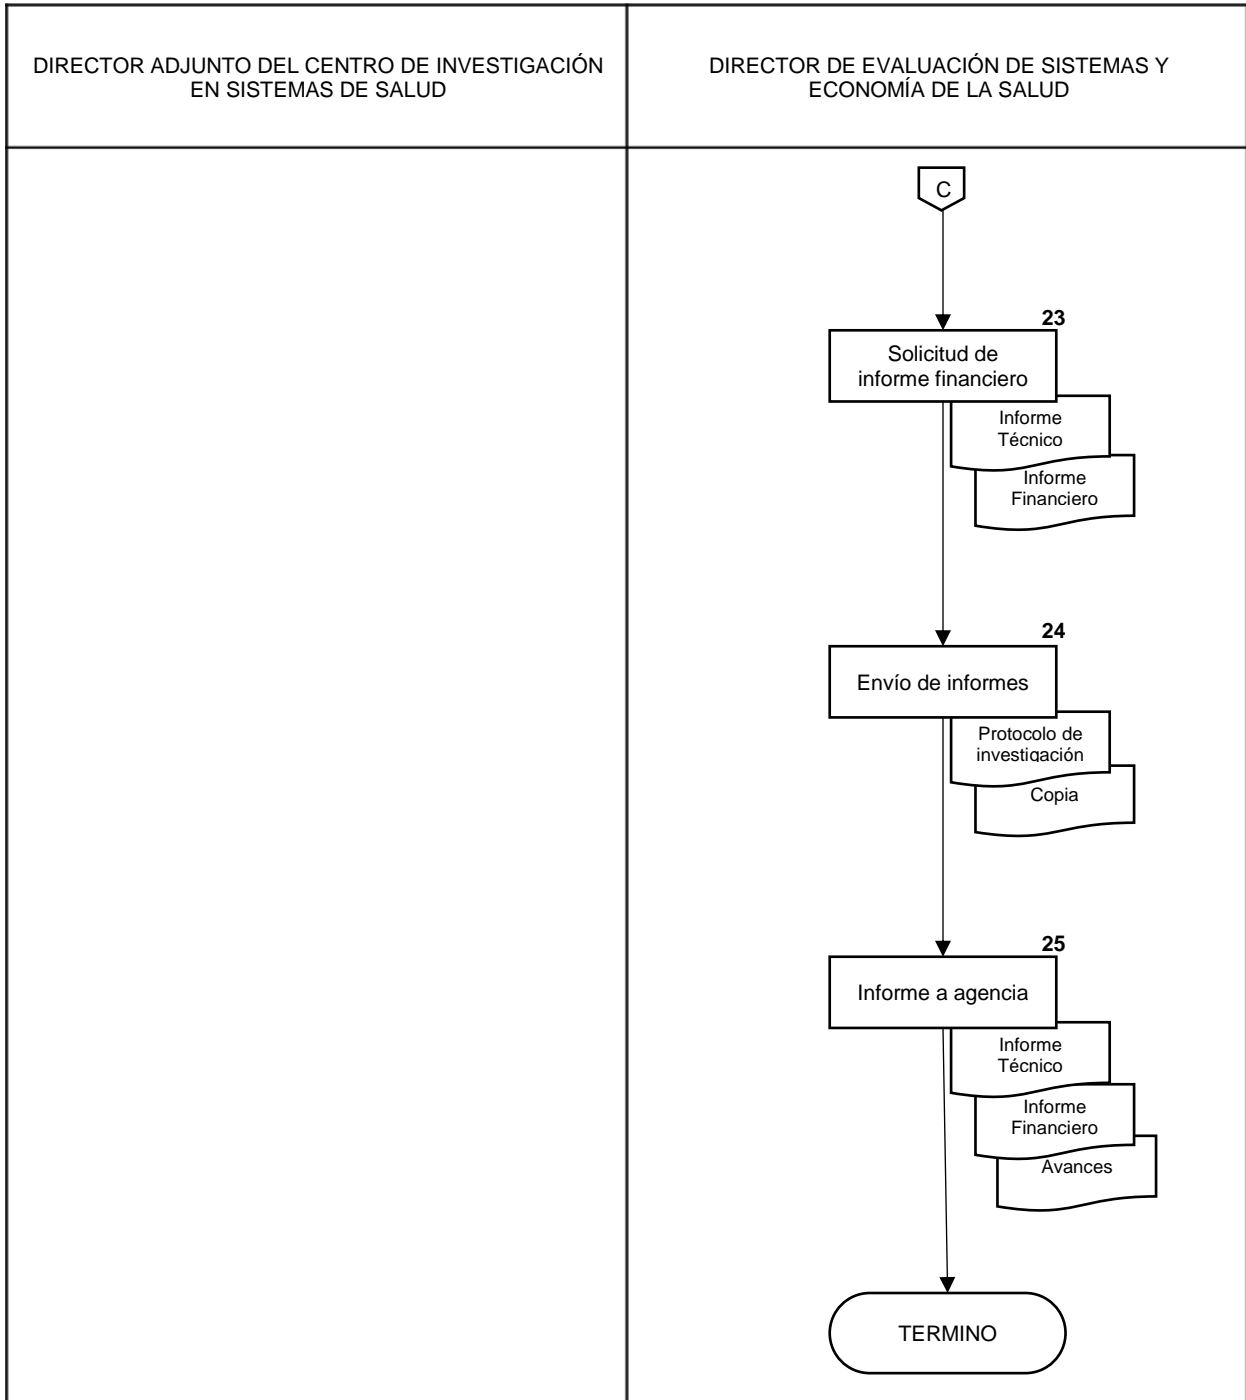 DIRECTOR ADJUNTO DEL CENTRO DE INVESTIGACIÓN
EN SISTEMAS DE SALUD
DIRECTOR DE EVALUACIÓN DE SISTEMAS Y
ECONOMÍA DE LA SALUD
C
23
Solicitud de
informe financiero
Informe
Técnico
Informe
Financiero
24
Envío de informes
Protocolo de
investigación
Copia
25
Informe a agencia
Informe
Técnico
Informe
Financiero
Avances
TERMINO